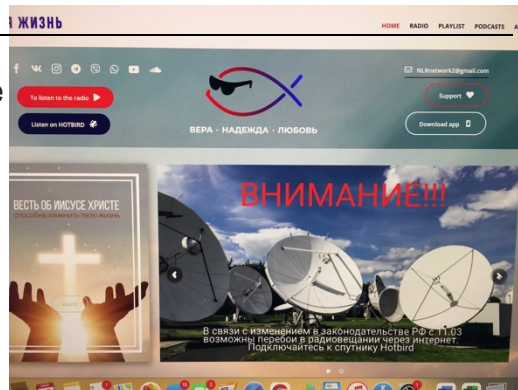 ЖИЗНЬ
HOME RADIO PLAYLIST PODCASTS
NLRnetwork2@gmail.com
To listen to the radio
Support
Listen on HOTBIRD
Download app
ВЕРА · НАДЕЖДА · ЛЮБОВЬ
ВЕСТЬ ОБ ИИСУСЕ ХРИСТЕ
способна изменить твою жизнь
ВНИМАНИЕ!!!
В связи с изменением в законодательстве РФ с 11.03
возможны перебои в радиовещании через интернет.
Подключайтесь к спутнику Hotbird